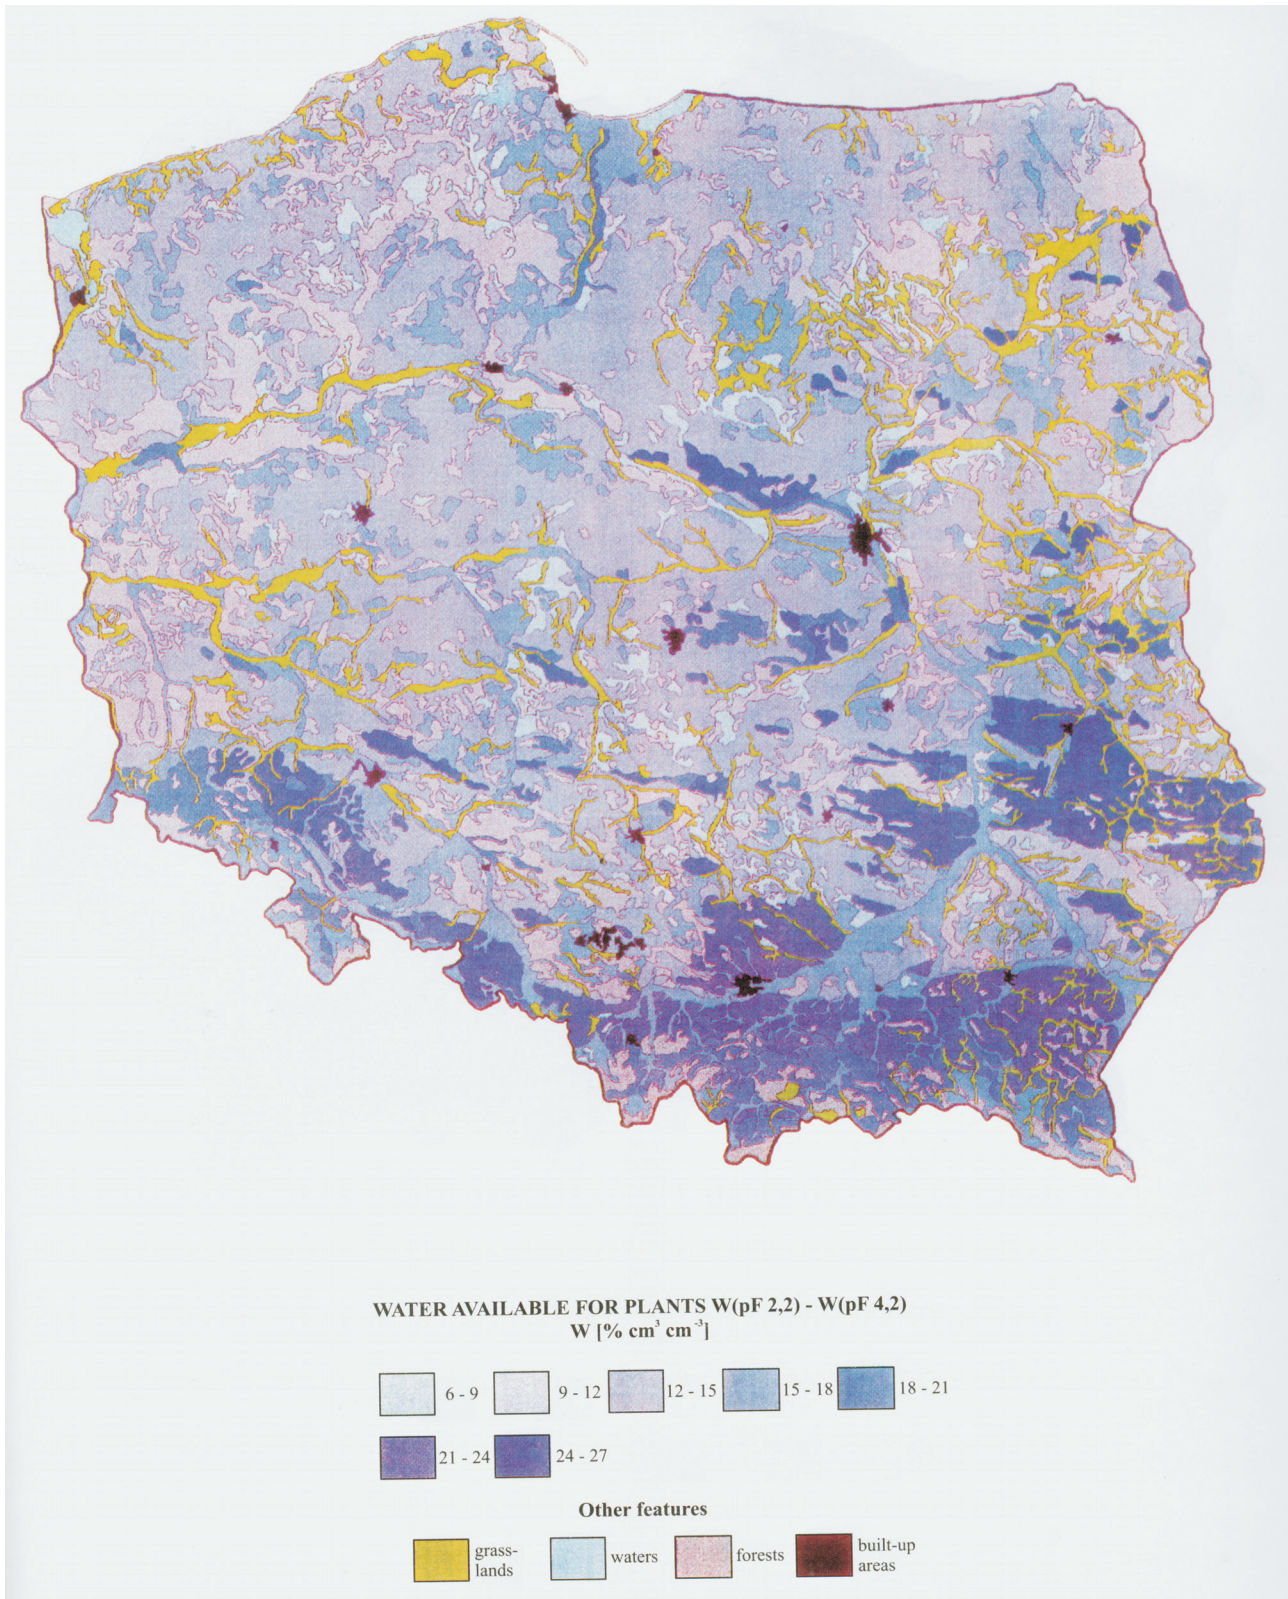 WATER AVAILABLE FOR PLANTS W(pF 2,2) - W(pF 4,2)
W [% cm³ cm⁻³]
6 - 9 9 - 12 12 - 15 15 - 18 18 - 21
21 - 24 24 - 27
Other features
grass-
lands
waters
forests
built-up
areas